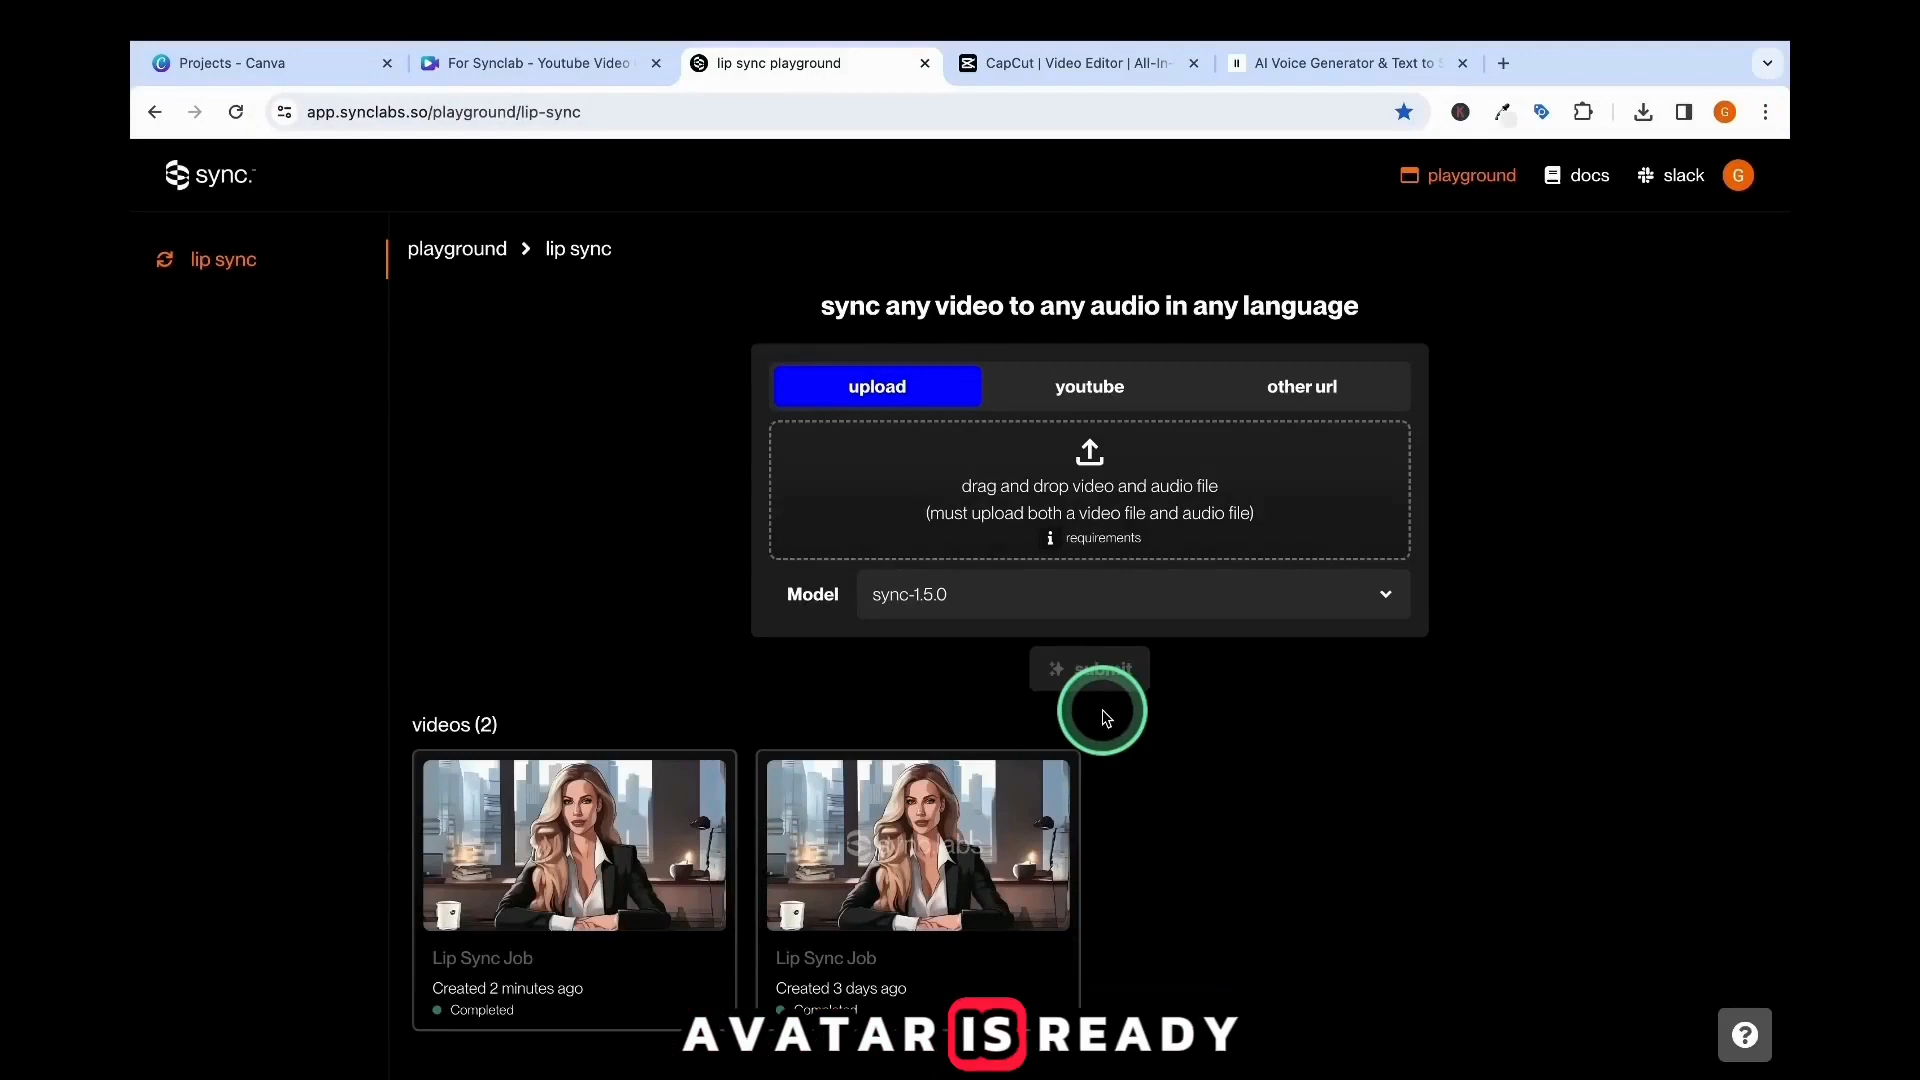 Projects - Canva
For Synclab - Youtube Video
lip sync playground
CapCut | Video Editor | All-In-
AI Voice Generator & Text to S
app.synclabs.so/playground/lip-sync
K
G
sync.
playground
docs
slack
G
lip sync
playground > lip sync
sync any video to any audio in any language
upload
youtube
other url
drag and drop video and audio file
(must upload both a video file and audio file)
requirements
Model
sync-1.5.0
submit
videos (2)
sync.labs
Lip Sync Job
Created 2 minutes ago
Completed
Lip Sync Job
Created 3 days ago
Completed
AVATAR IS READY